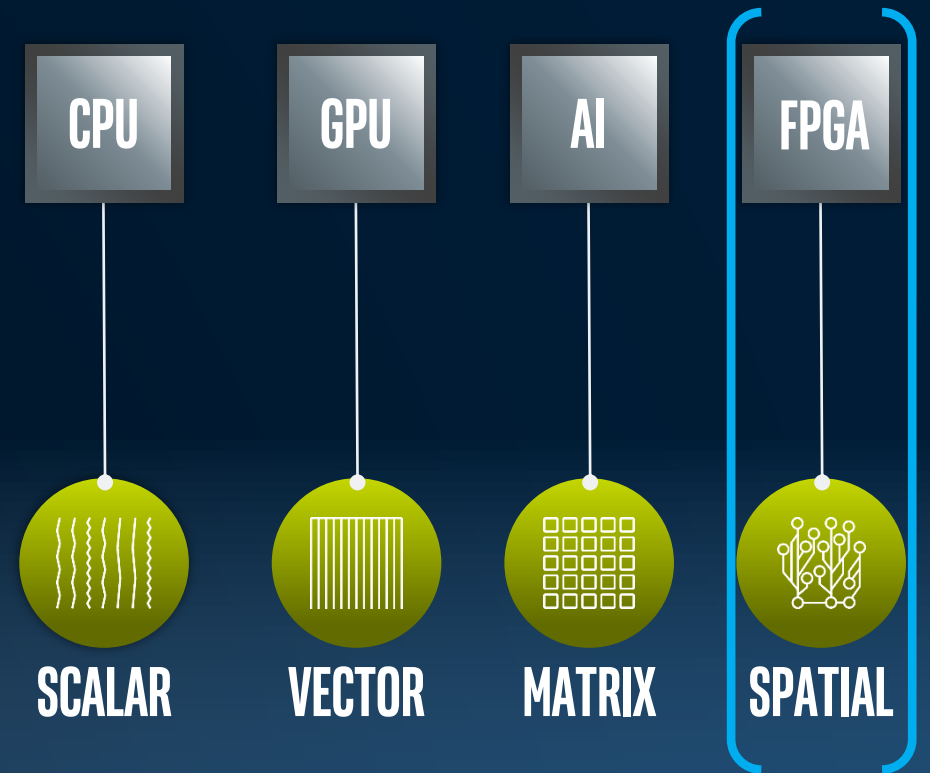 CPU
GPU
AI
FPGA
SCALAR
VECTOR
MATRIX
SPATIAL